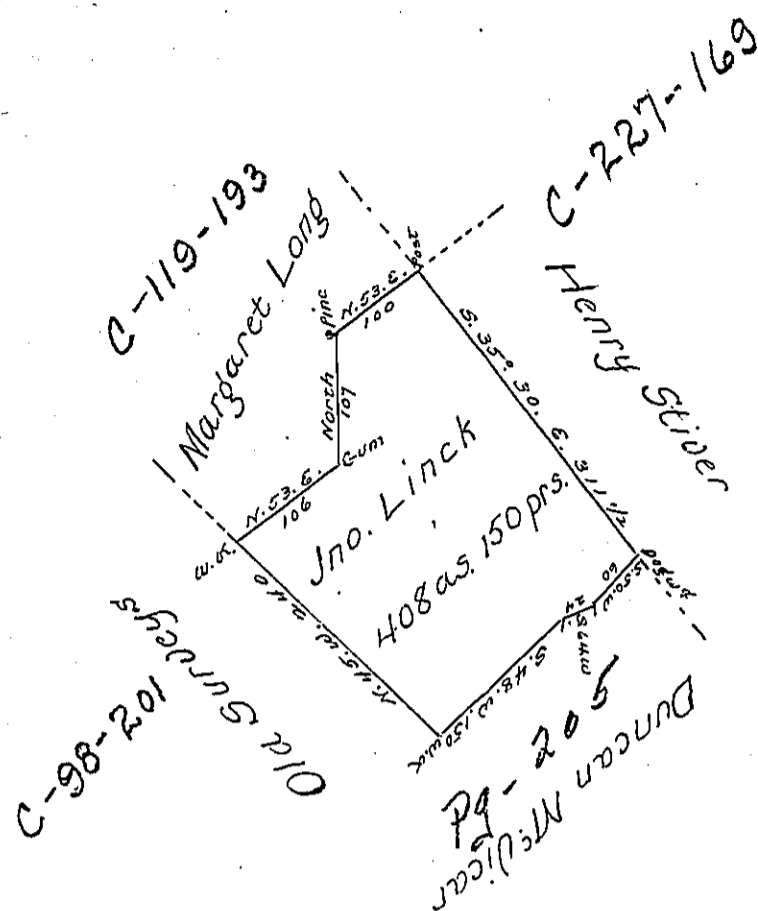 C-119-193
Margaret Long
C-227-169
Henry Stiver
Post
N. 53. E.
100
Pine
North
107
Gum
N. 53. E.
106
W.O.
S. 35°. 30. E. 311 1/2
Jno. Linck
408 as. 150 prs.
N. 45. W. 240
Old Surveys
C-98-201
S. 50. W.
60
S64W
24
S. 48. W. 150
W.O.
Pg-205
Duncan McVicar